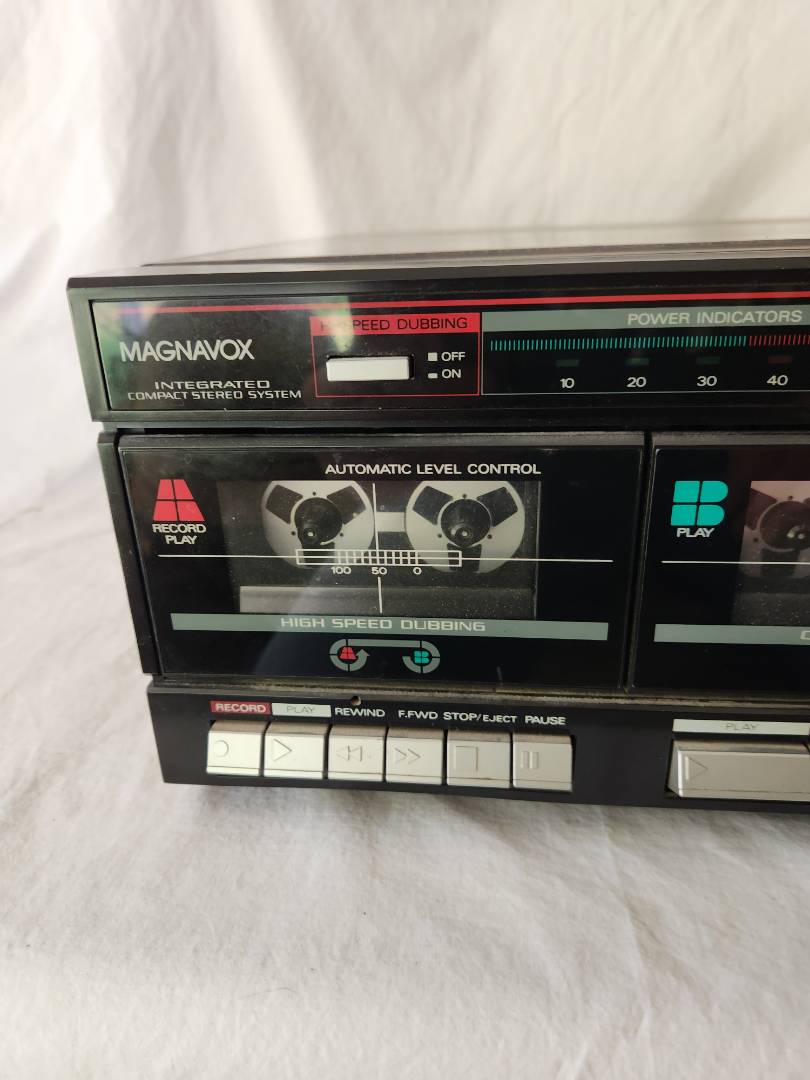 MAGNAVOX
INTEGRATED
COMPACT STEREO SYSTEM
SPEED DUBBING
OFF
ON
POWER INDICATORS
10 20 30 40
AUTOMATIC LEVEL CONTROL
A
RECORD
PLAY
100 50 0
HIGH SPEED DUBBING
A B
B
PLAY
RECORD PLAY REWIND F.FWD STOP/EJECT PAUSE
PLAY